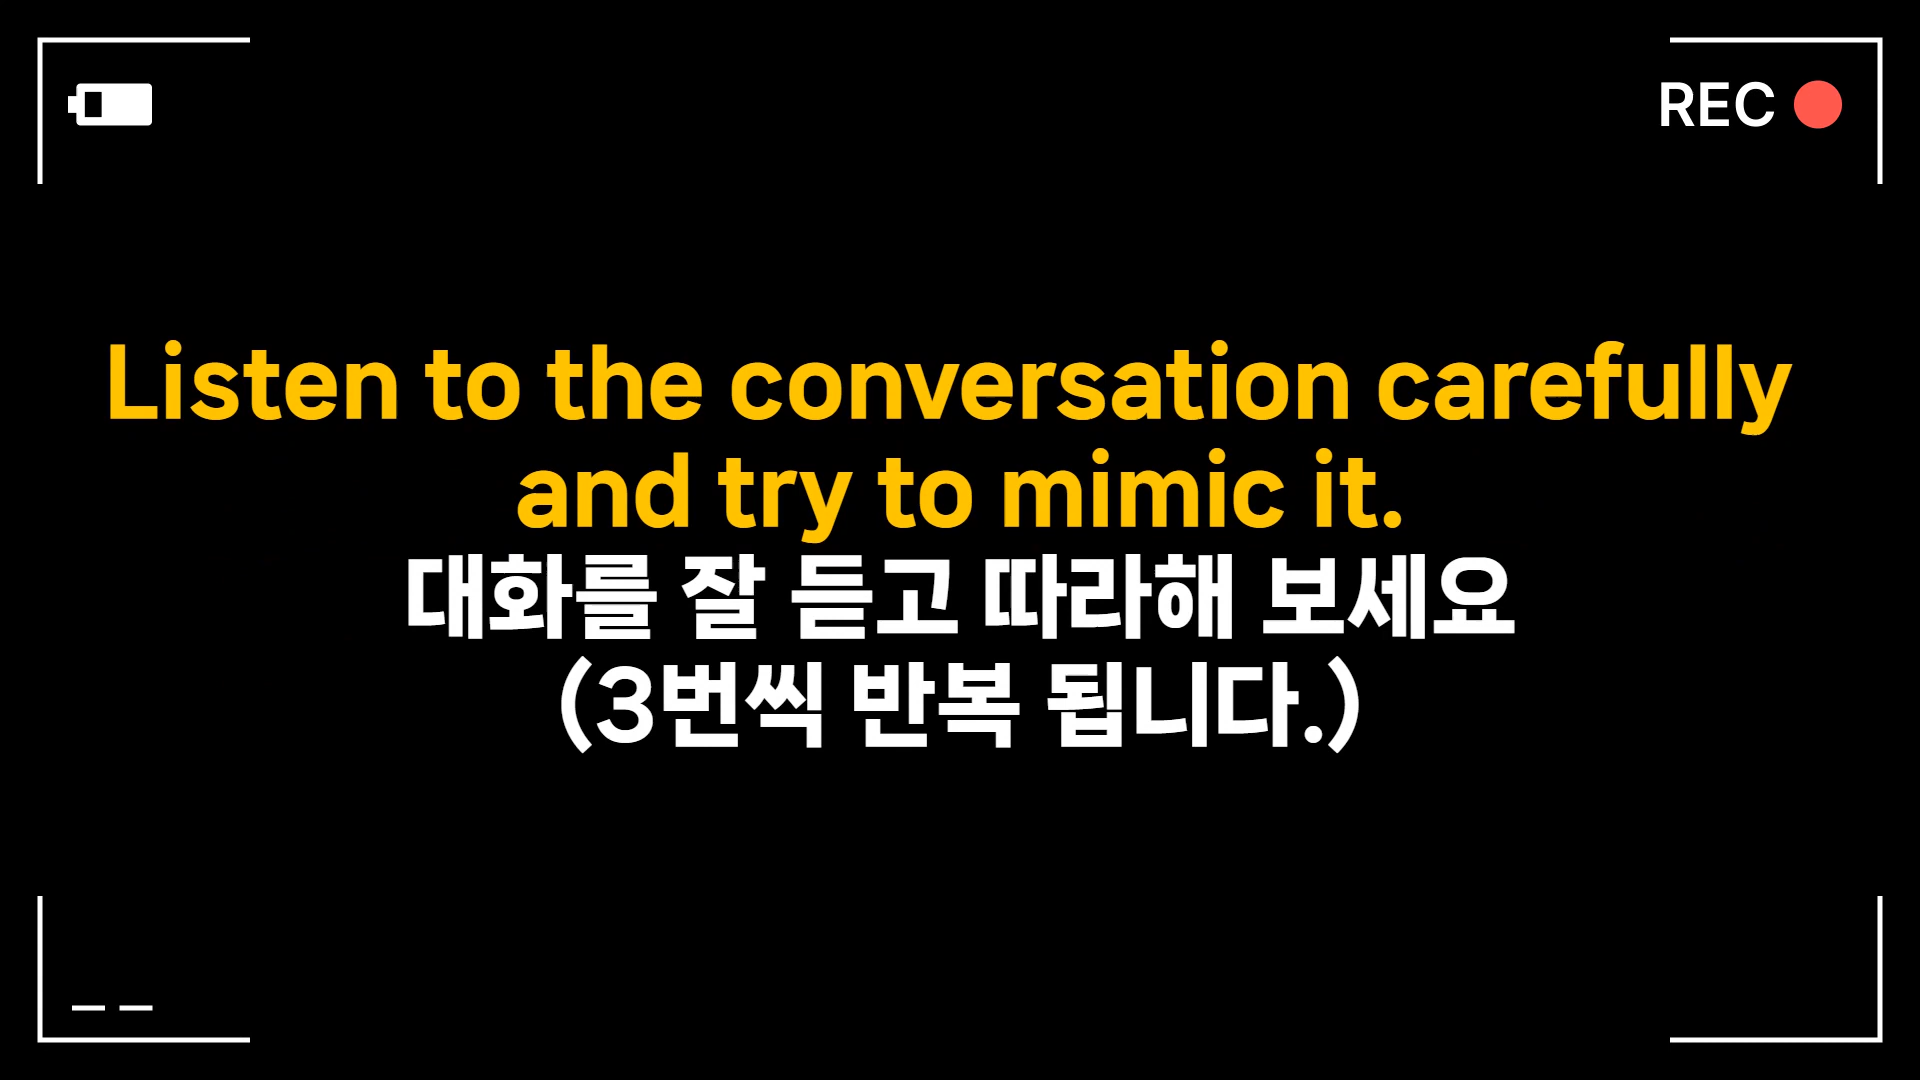 REC
Listen to the conversation carefully
and try to mimic it.
대화를 잘 듣고 따라해 보세요
(3번씩 반복 됩니다.)